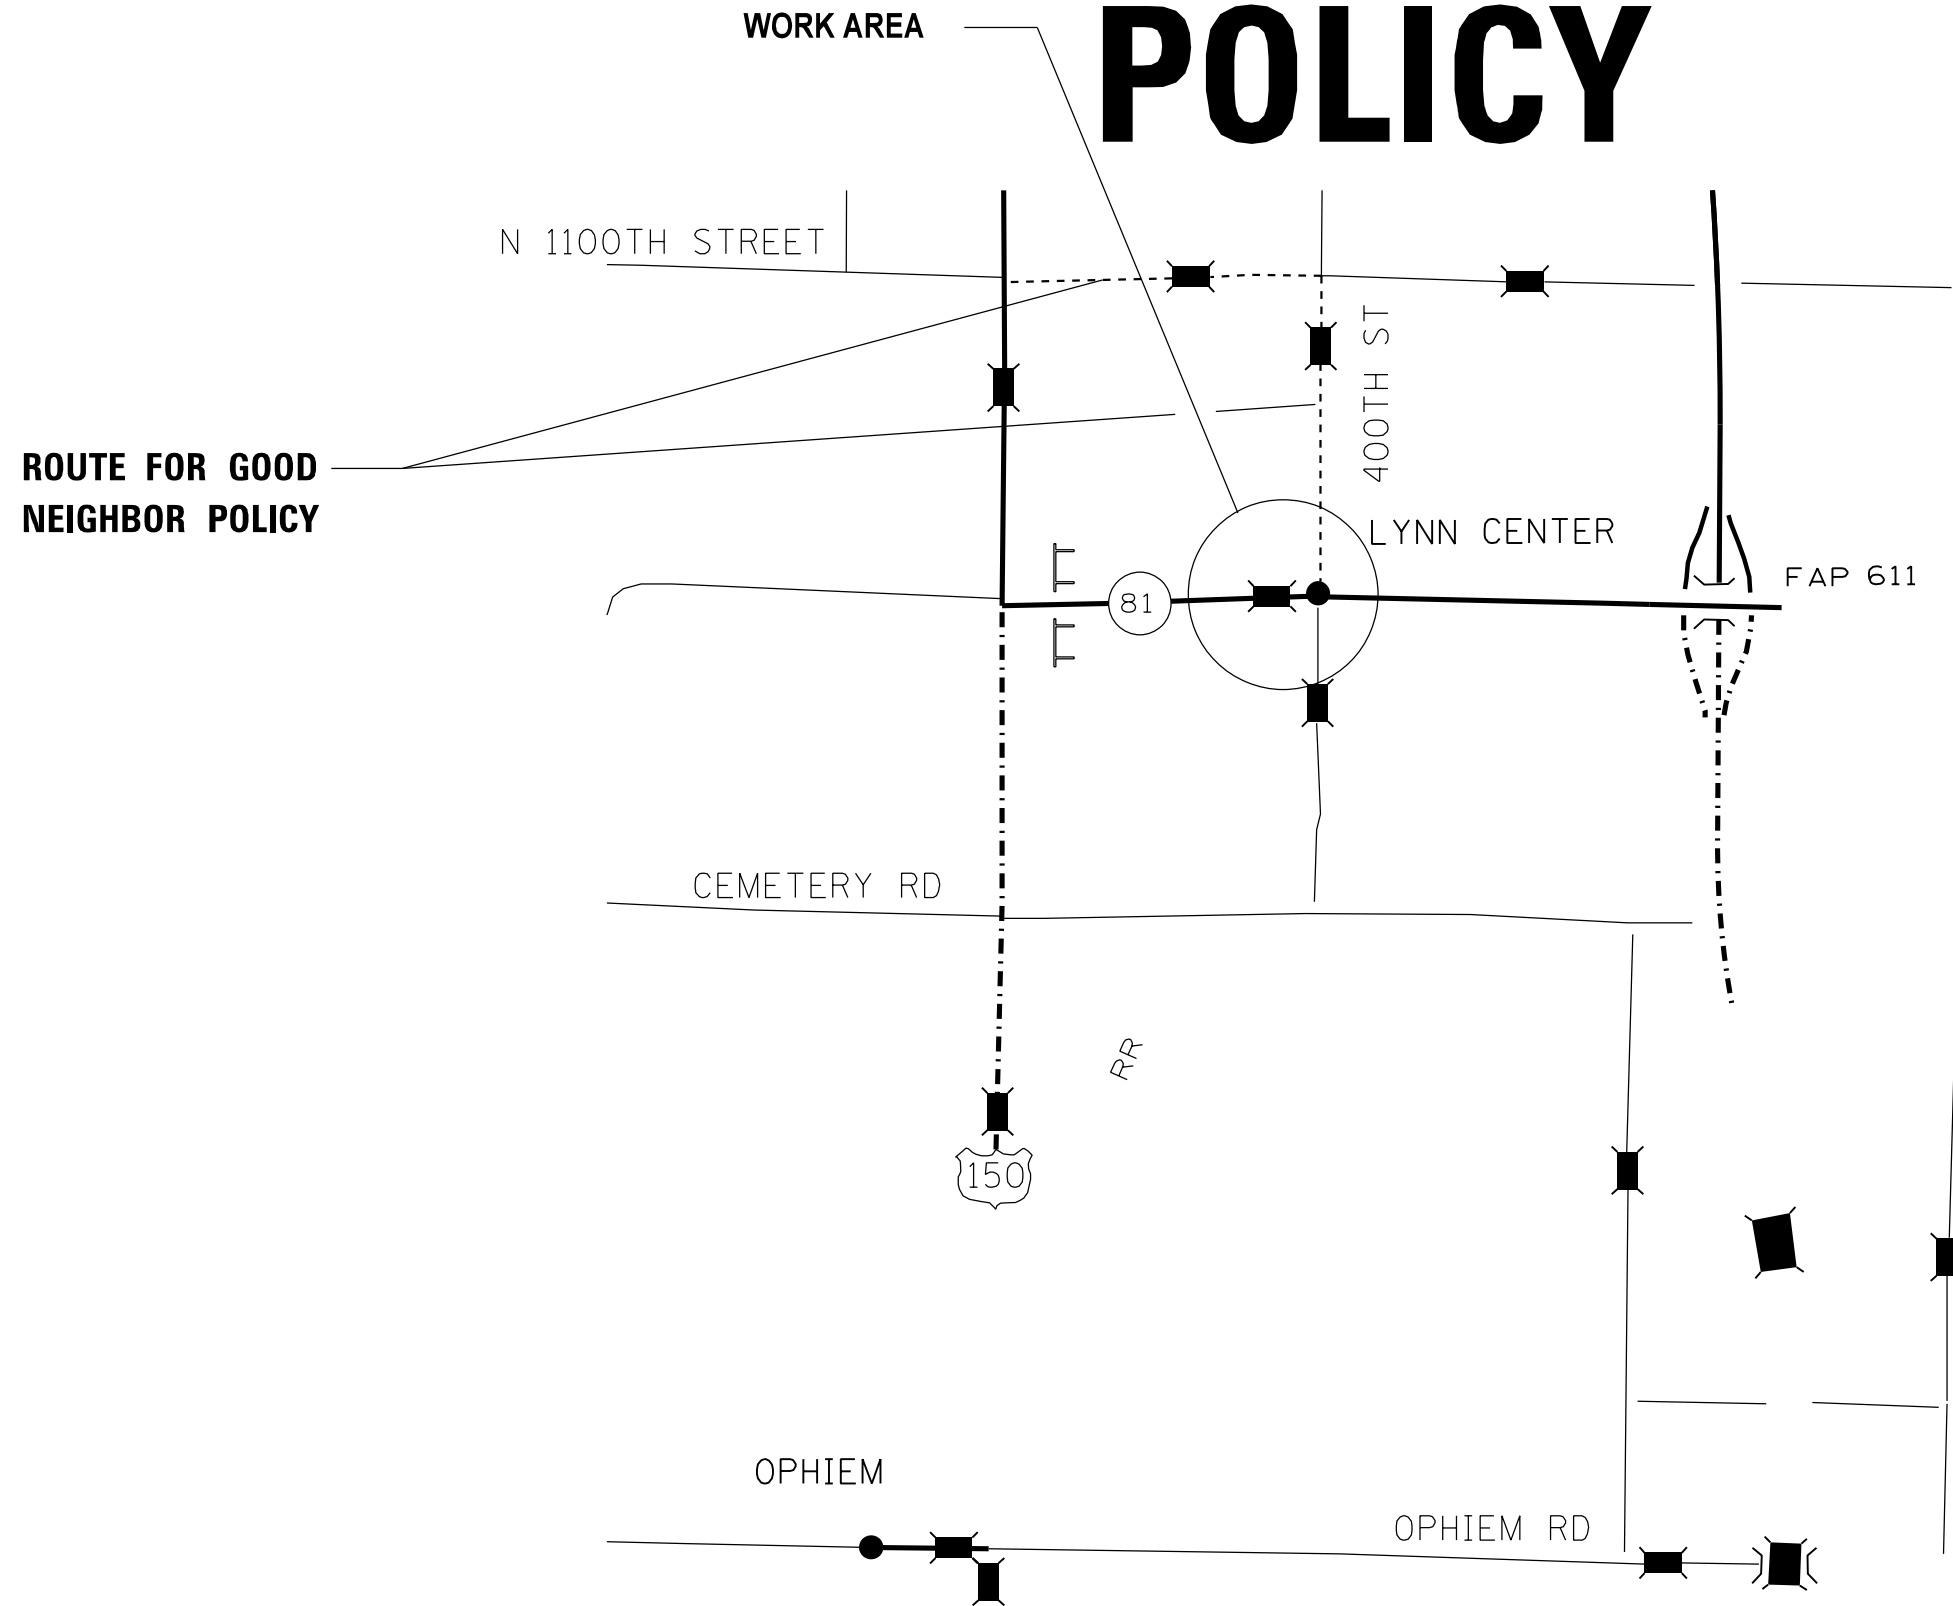 WORK AREA
POLICY
N 1100TH STREET
400TH ST
ROUTE FOR GOOD
NEIGHBOR POLICY
LYNN CENTER
FAP 611
81
CEMETERY RD
RR
150
OPHIEM
OPHIEM RD